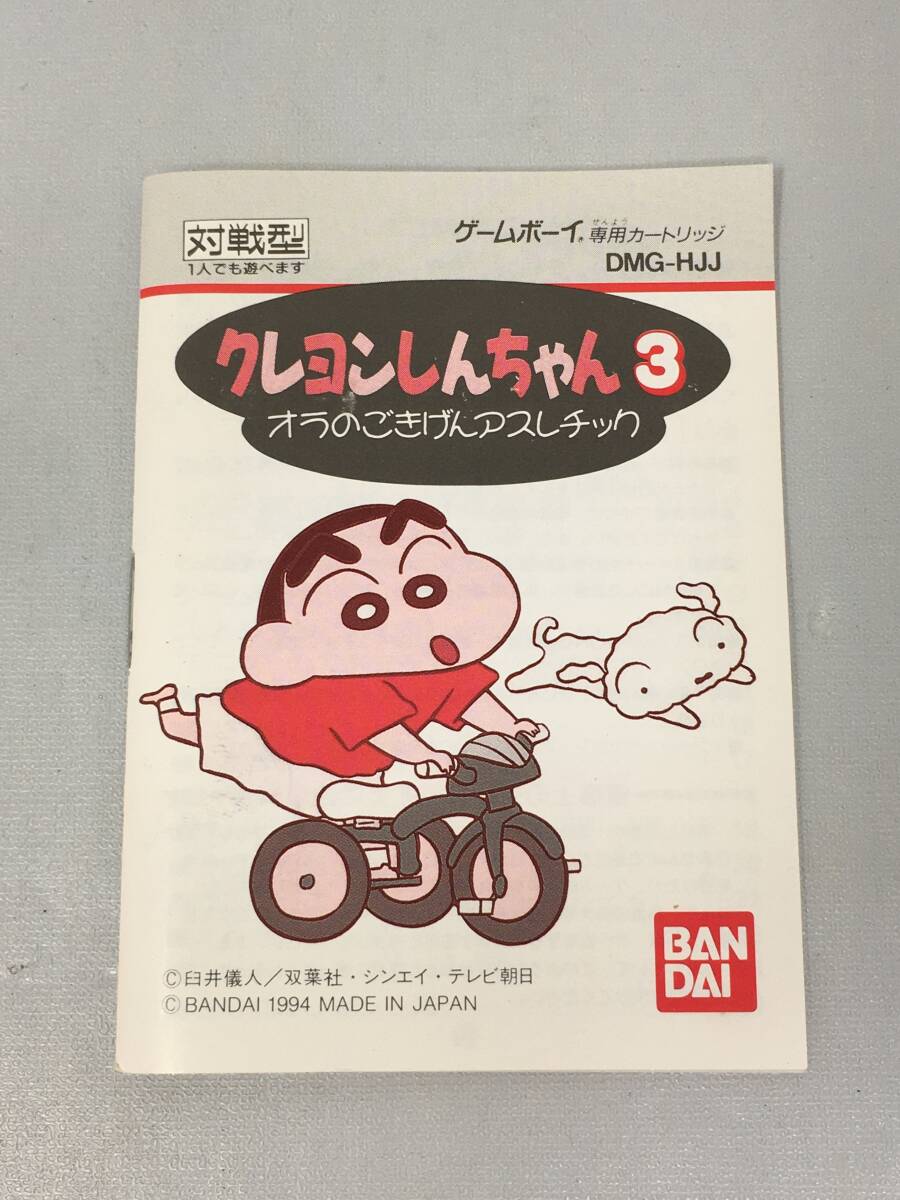 対戦型
1人でも遊べます
ゲームボーイ® 専用カートリッジ
せんよう
DMG-HJJ
クレヨンしんちゃん3
オラのごきげんアスレチック
©臼井儀人／双葉社・シンエイ・テレビ朝日
©BANDAI 1994 MADE IN JAPAN
BAN
DAI